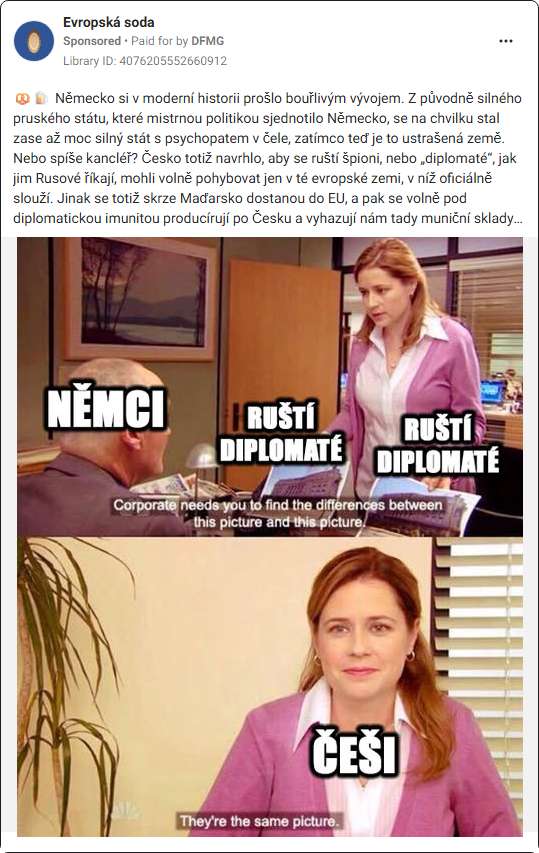 Evropská soda
Sponsored • Paid for by DFMG
Library ID: 4076205552660912
Německo si v moderní historii prošlo bouřlivým vývojem. Z původně silného
pruského státu, které mistrnou politikou sjednotilo Německo, se na chvilku stal
zase až moc silný stát s psychopatem v čele, zatímco teď je to ustrašená země.
Nebo spíše kancléř? Česko totiž navrhlo, aby se ruští špioni, nebo „diplomaté“, jak
jim Rusové říkají, mohli volně pohybovat jen v té evropské zemi, v níž oficiálně
slouží. Jinak se totiž skrze Maďarsko dostanou do EU, a pak se volně pod
diplomatickou imunitou producírují po Česku a vyhazují nám tady muniční sklady…
NĚMCI
RUŠTÍ
DIPLOMATÉ
RUŠTÍ
DIPLOMATÉ
Corporate needs you to find the differences between
this picture and this picture.
ČEŠI
NBC
They're the same picture.